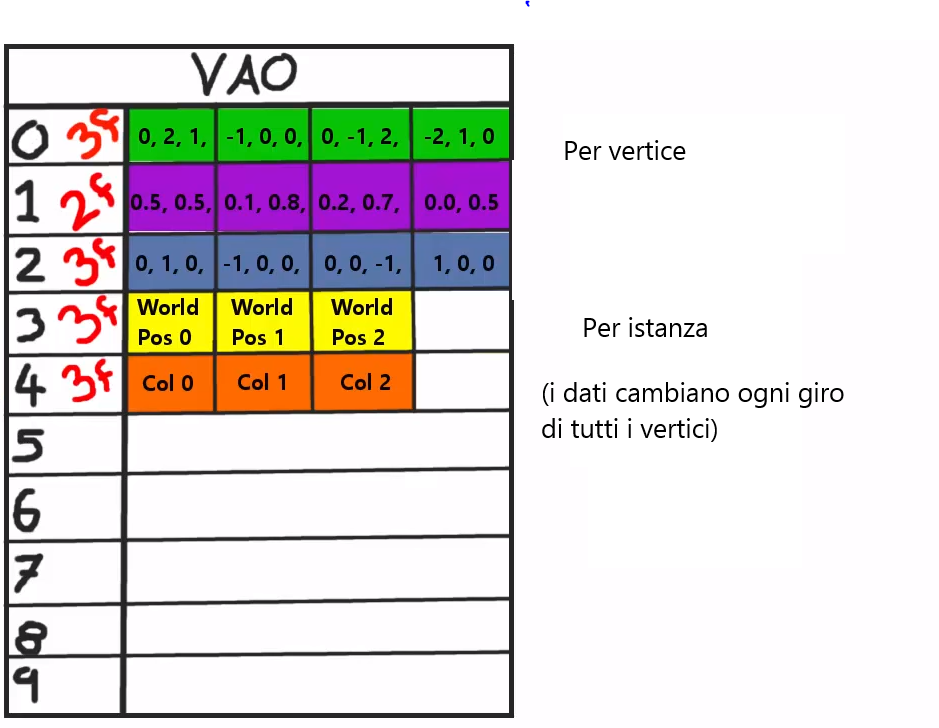 VAO
0 3f 0, 2, 1, -1, 0, 0, 0, -1, 2, -2, 1, 0
Per vertice
1 2f 0.5, 0.5, 0.1, 0.8, 0.2, 0.7, 0.0, 0.5
2 3f 0, 1, 0, -1, 0, 0, 0, 0, -1, 1, 0, 0
3 3f World Pos 0 World Pos 1 World Pos 2
Per istanza
4 3f Col 0 Col 1 Col 2
(i dati cambiano ogni giro
di tutti i vertici)
5
6
7
8
9